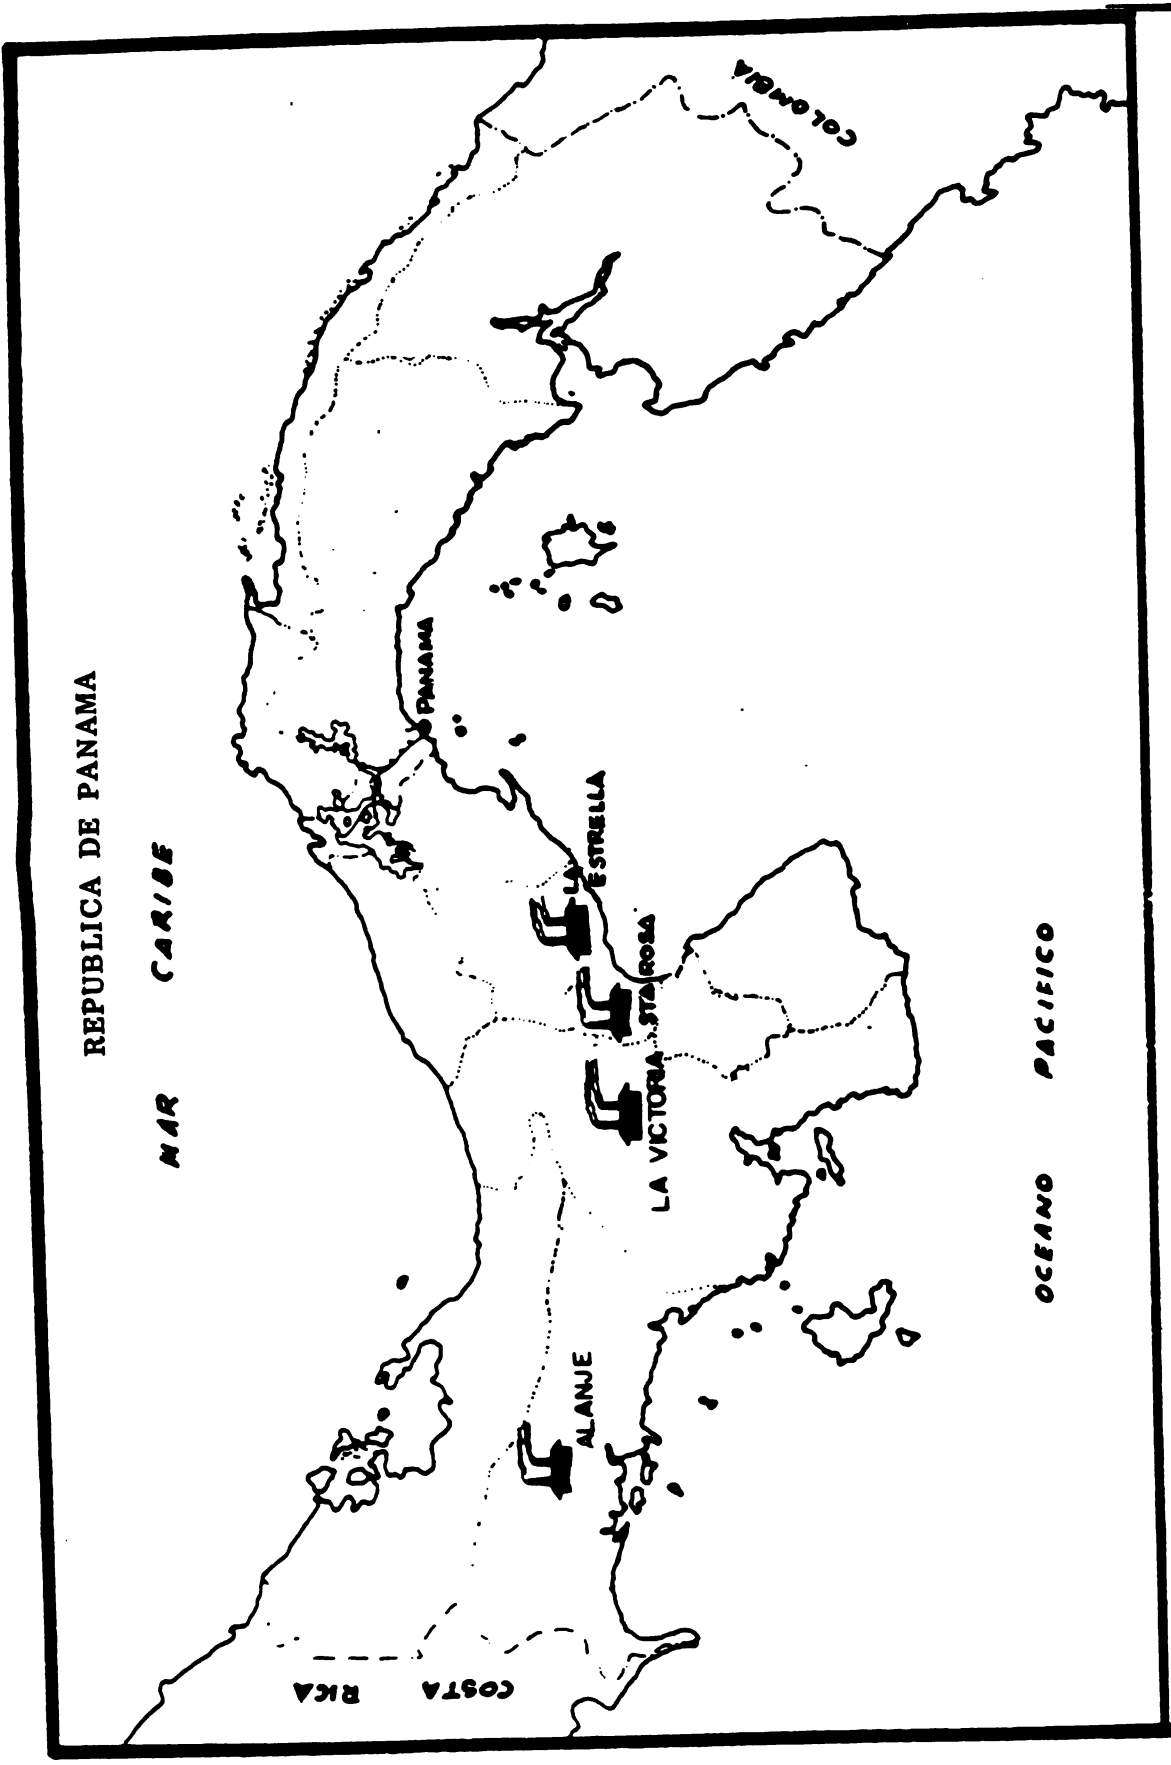 REPUBLICA DE PANAMA
MAR CARIBE
COLOMBIA
PANAMA
LA
ESTRELLA
STA ROSA
LA VICTORIA
ALANJE
COSTA RICA
OCEANO PACIFICO